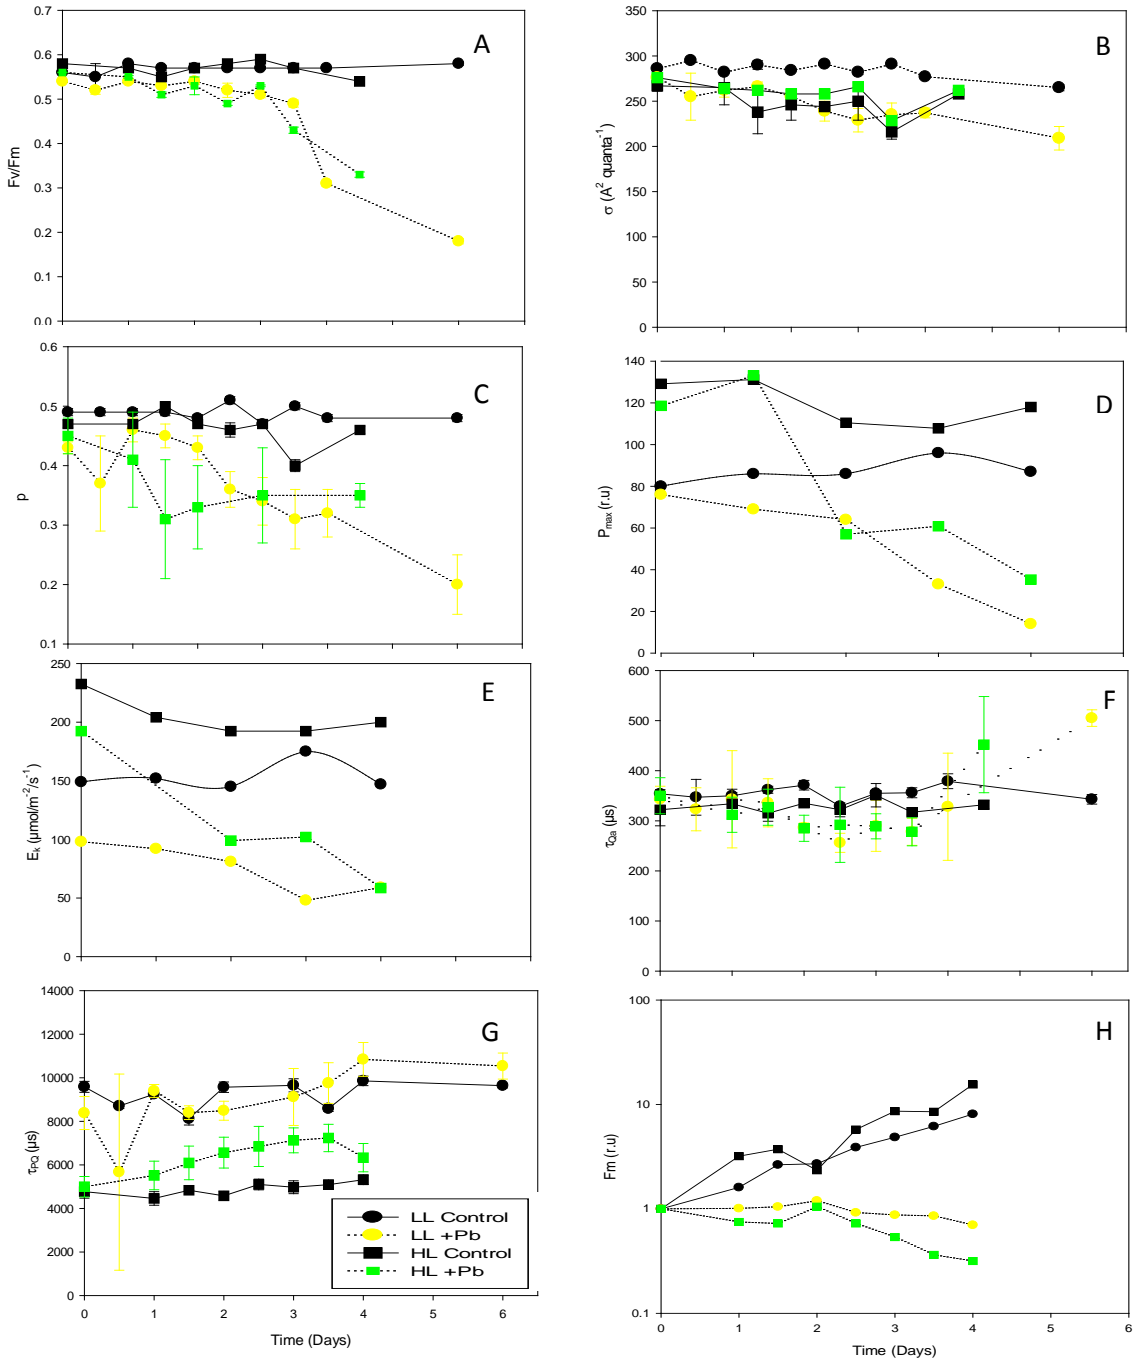 A
0.7
0.6
0.5
0.4
0.3
0.2
0.1
0.0
Fv/Fm
B
350
300
250
200
150
100
50
0
σ (A² quanta⁻¹)
C
0.6
0.5
0.4
0.3
0.2
0.1
p
D
140
120
100
80
60
40
20
0
Pmax (r.u)
E
250
200
150
100
50
0
Ek (µmol/m⁻²/s⁻¹)
F
600
500
400
300
200
100
0
τQa (µs)
G
14000
12000
10000
8000
6000
4000
2000
0
τPQ (µs)
LL Control
LL +Pb
HL Control
HL +Pb
0 1 2 3 4 5 6
Time (Days)
H
100
10
1
0.1
Fm (r.u)
0 1 2 3 4 5 6
Time (Days)